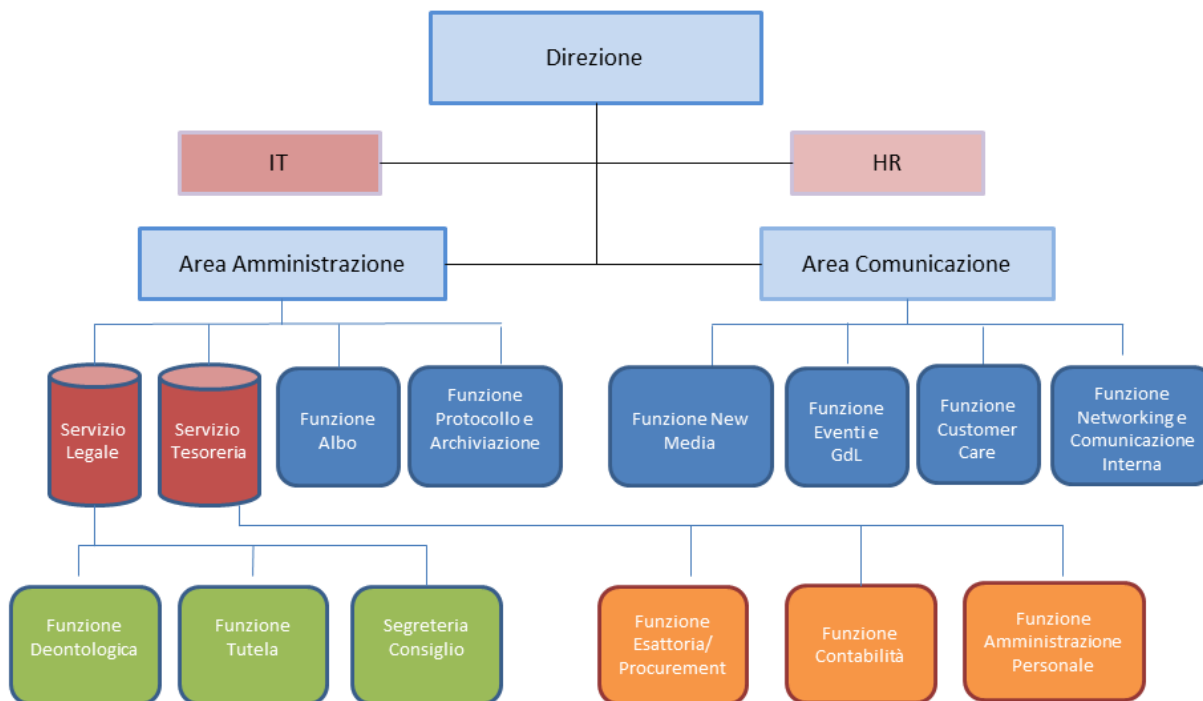 Direzione
IT
HR
Area Amministrazione
Area Comunicazione
Servizio
Legale
Servizio
Tesoreria
Funzione
Albo
Funzione
Protocollo e
Archiviazione
Funzione New
Media
Funzione
Eventi e
GdL
Funzione
Customer
Care
Funzione
Networking e
Comunicazione
Interna
Funzione
Deontologica
Funzione
Tutela
Segreteria
Consiglio
Funzione
Esattoria/
Procurement
Funzione
Contabilità
Funzione
Amministrazione
Personale